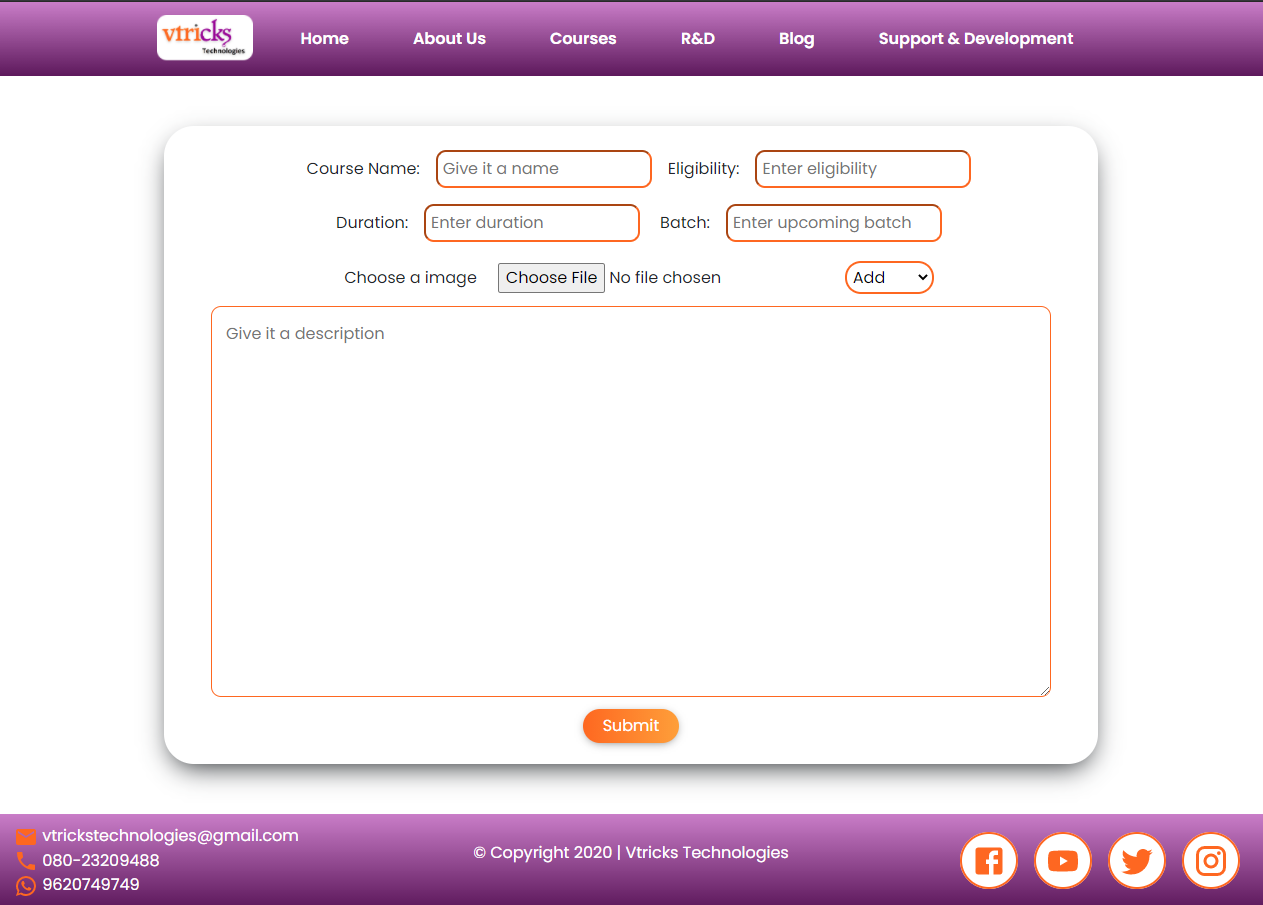 vtricks
Technologies
Home About Us Courses R&D Blog Support & Development
Course Name: Give it a name Eligibility: Enter eligibility
Duration: Enter duration Batch: Enter upcoming batch
Choose a image Choose File No file chosen Add
Give it a description
Submit
vtrickstechnologies@gmail.com
080-23209488
9620749749
© Copyright 2020 | Vtricks Technologies